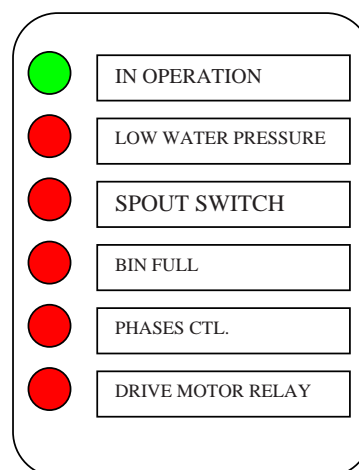 IN OPERATION
LOW WATER PRESSURE
SPOUT SWITCH
BIN FULL
PHASES CTL.
DRIVE MOTOR RELAY